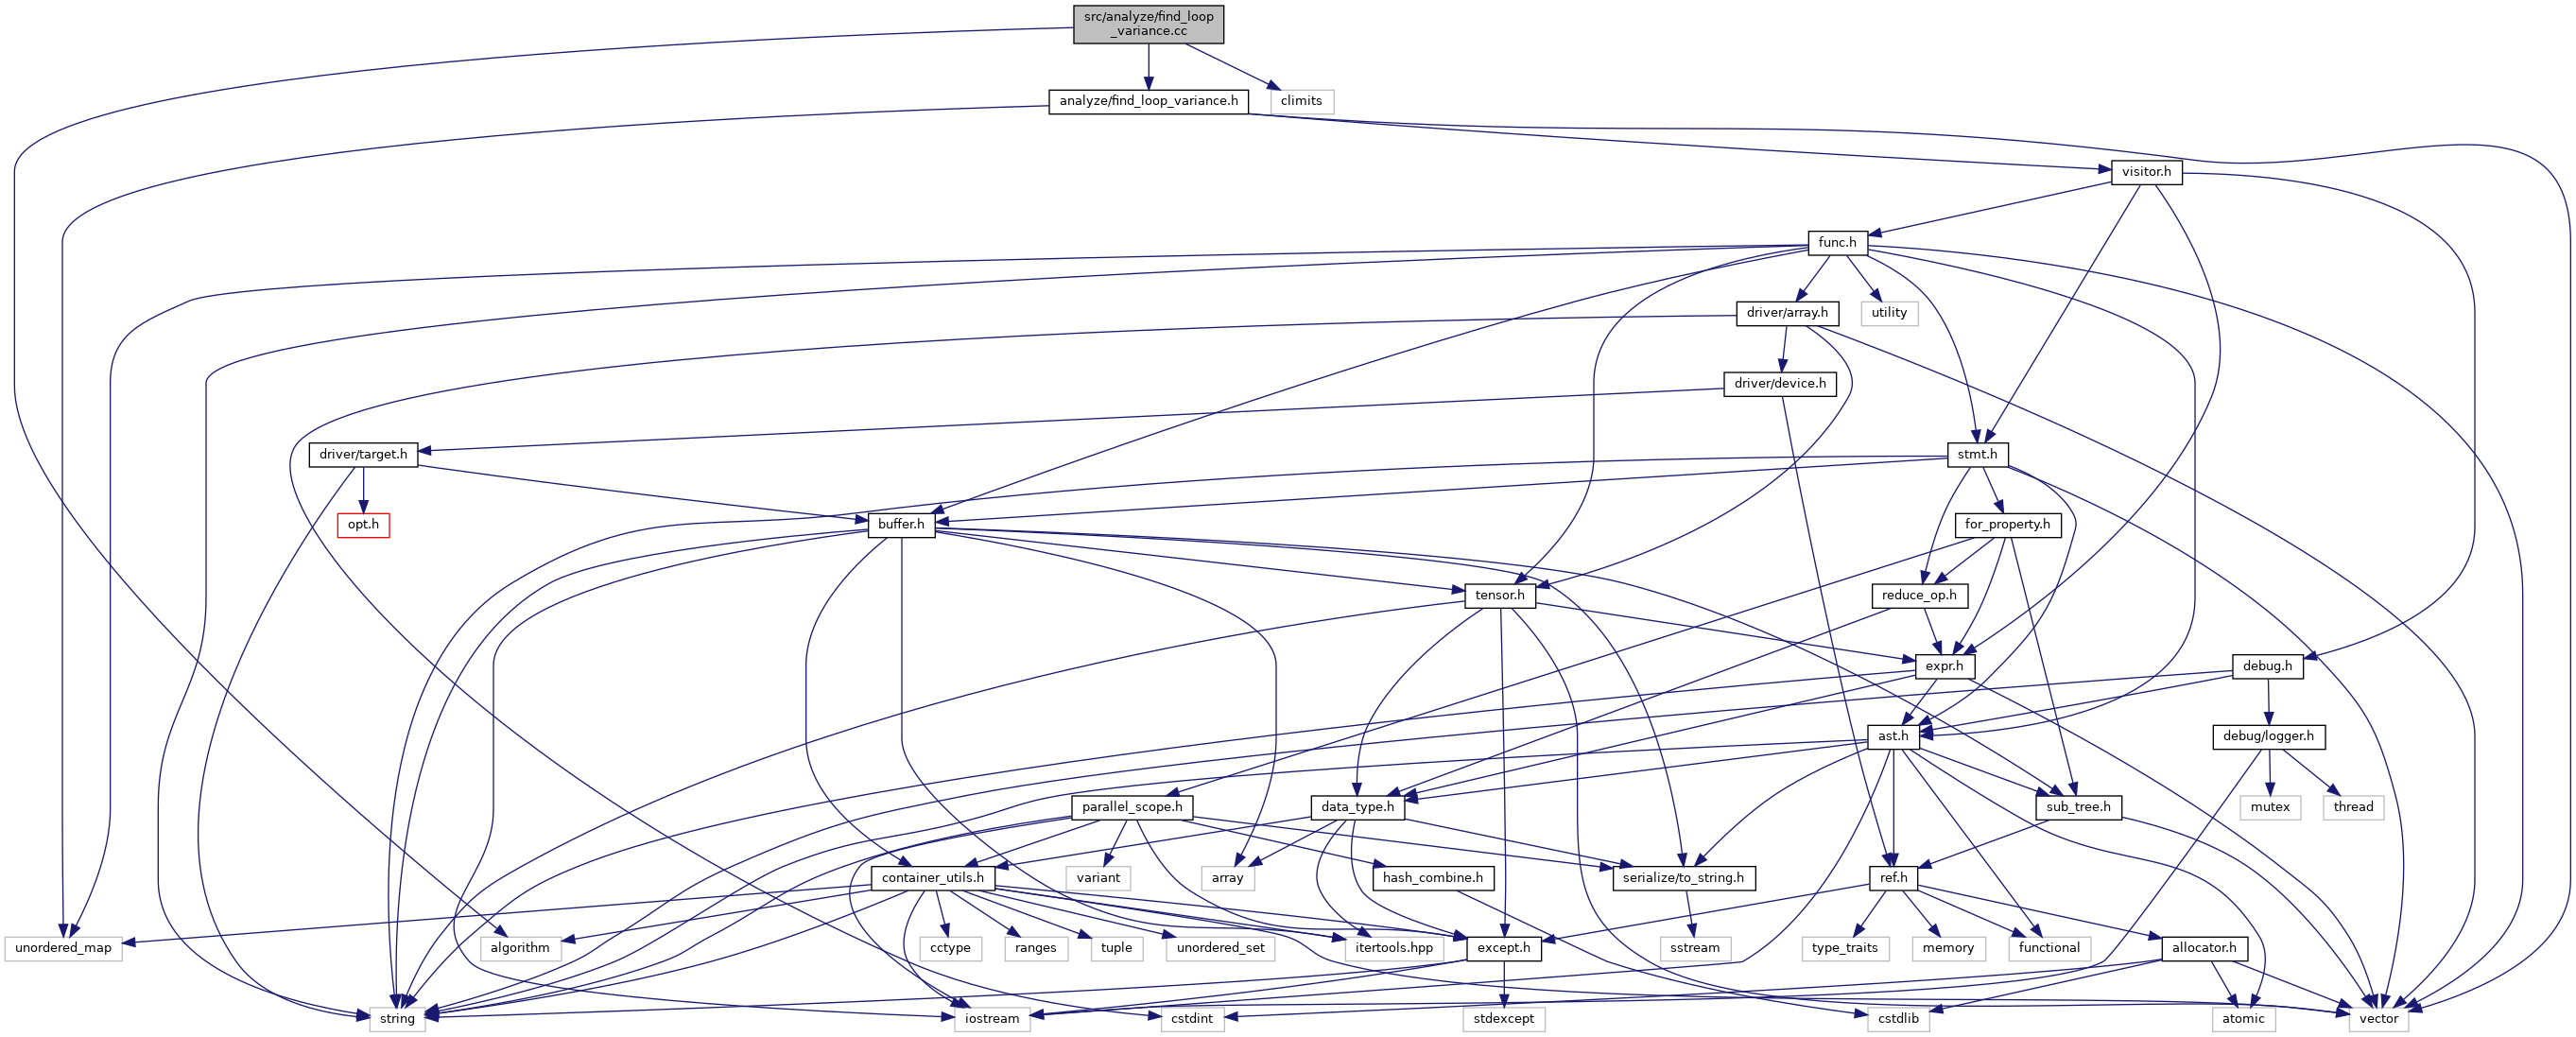 src/analyze/find_loop
_variance.cc
analyze/find_loop_variance.h
climits
visitor.h
func.h
driver/array.h
utility
driver/device.h
driver/target.h
stmt.h
opt.h
buffer.h
for_property.h
tensor.h
reduce_op.h
expr.h
debug.h
ast.h
debug/logger.h
parallel_scope.h
data_type.h
sub_tree.h
mutex
thread
container_utils.h
variant
array
hash_combine.h
serialize/to_string.h
ref.h
unordered_map
algorithm
cctype
ranges
tuple
unordered_set
itertools.hpp
except.h
sstream
type_traits
memory
functional
allocator.h
string
iostream
cstdint
stdexcept
cstdlib
atomic
vector